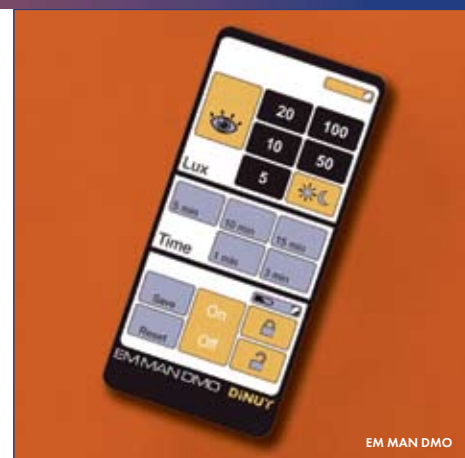 20 100
10 50
5
Lux
5 min 10 min 15 min
Time 1 min 3 min
Save On
Reset Off
EM MAN DMO DINUY
EM MAN DMO